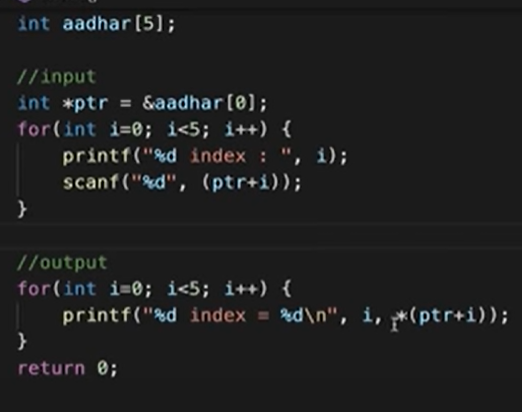 int aadhar[5];
//input
int *ptr = &aadhar[0];
for(int i=0; i<5; i++) {
    printf("%d index : ", i);
    scanf("%d", (ptr+i));
}
//output
for(int i=0; i<5; i++) {
    printf("%d index = %d\n", i, *(ptr+i));
}
return 0;